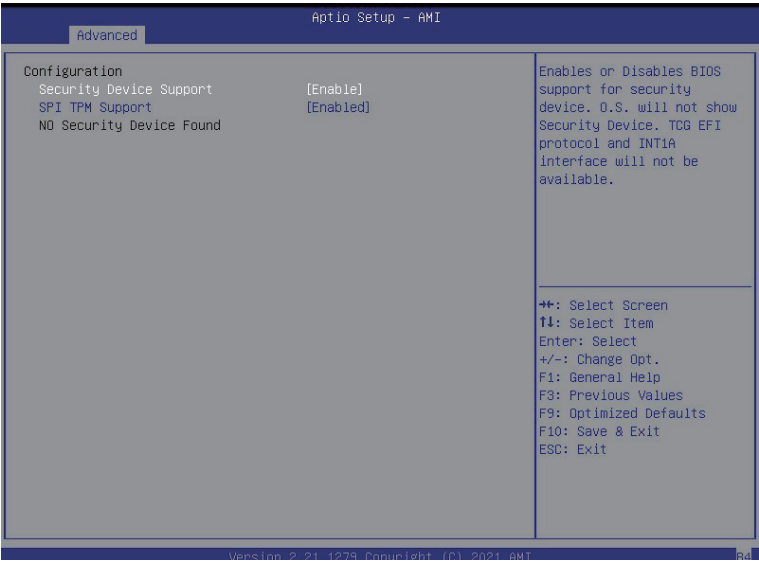 Aptio Setup – AMI
Advanced
Configuration
Security Device Support [Enable]
SPI TPM Support [Enabled]
NO Security Device Found
Enables or Disables BIOS
support for security
device. O.S. will not show
Security Device. TCG EFI
protocol and INT1A
interface will not be
available.
→←: Select Screen
↑↓: Select Item
Enter: Select
+/-: Change Opt.
F1: General Help
F3: Previous Values
F9: Optimized Defaults
F10: Save & Exit
ESC: Exit
Version 2.21.1279 Copyright (C) 2021 AMI
B4